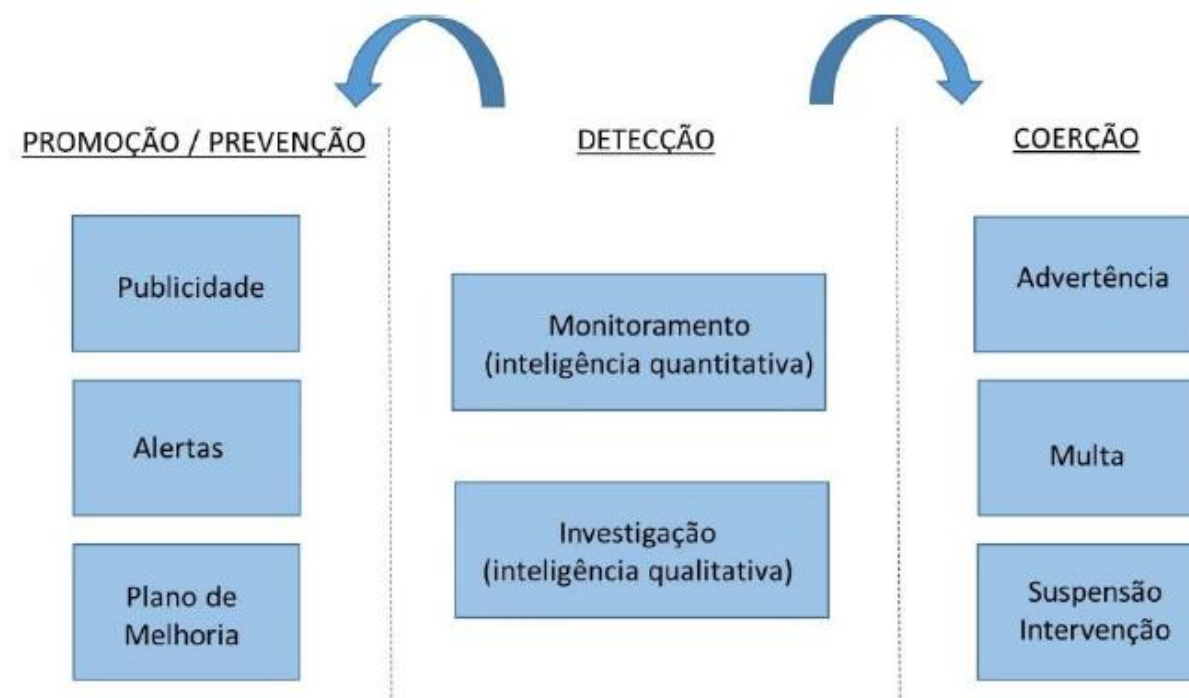 PROMOÇÃO / PREVENÇÃO
Publicidade
Alertas
Plano de
Melhoria
DETECÇÃO
Monitoramento
(inteligência quantitativa)
Investigação
(inteligência qualitativa)
COERÇÃO
Advertência
Multa
Suspensão
Intervenção